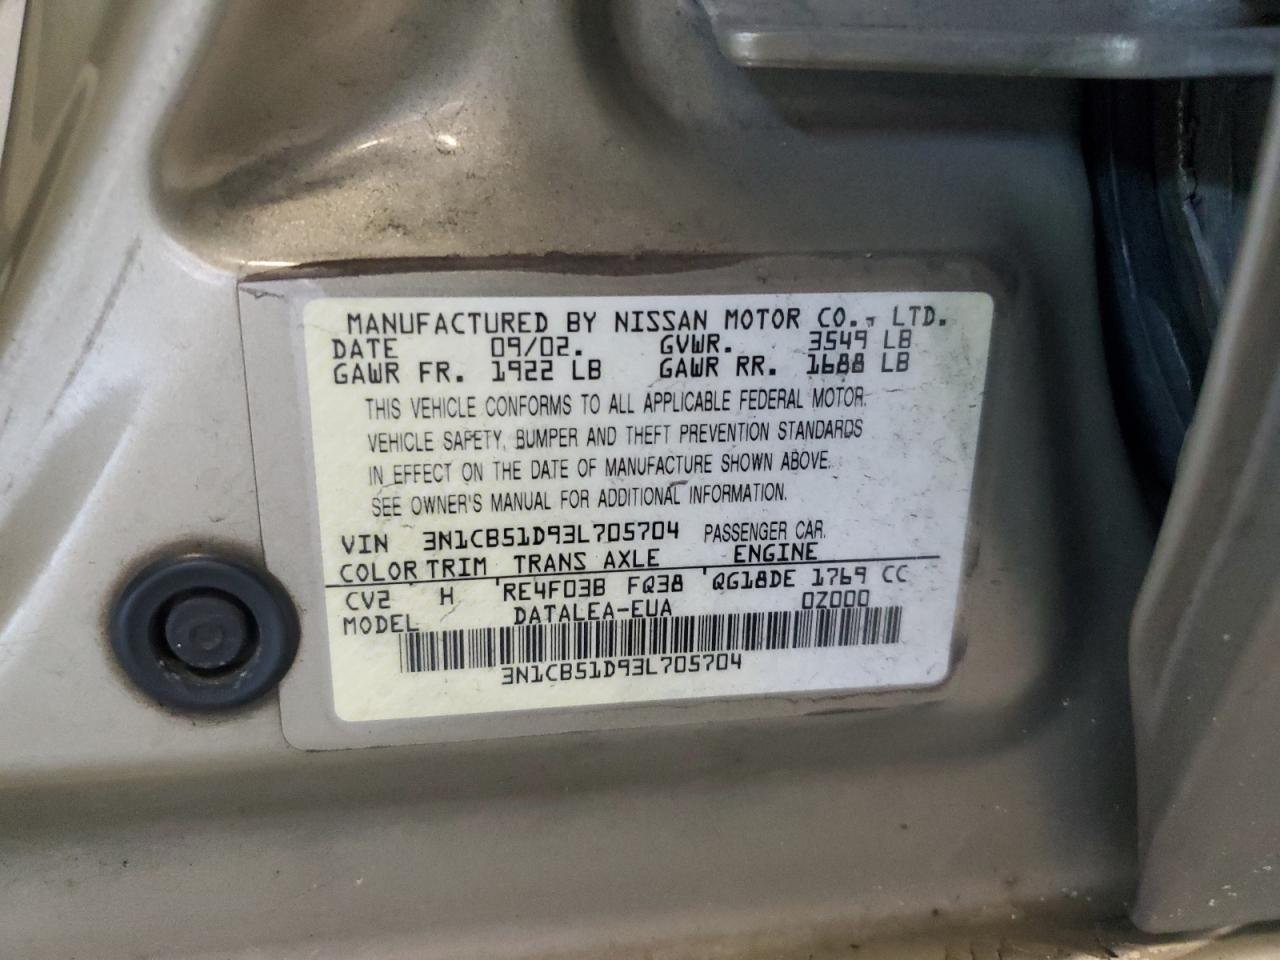 MANUFACTURED BY NISSAN MOTOR CO., LTD.
DATE 09/02. GVWR. 3549 LB
GAWR FR. 1922 LB GAWR RR. 1688 LB
THIS VEHICLE CONFORMS TO ALL APPLICABLE FEDERAL MOTOR
VEHICLE SAFETY, BUMPER AND THEFT PREVENTION STANDARDS
IN EFFECT ON THE DATE OF MANUFACTURE SHOWN ABOVE.
SEE OWNER'S MANUAL FOR ADDITIONAL INFORMATION.
VIN 3N1CB51D93L705704 PASSENGER CAR.
COLOR TRIM TRANS AXLE ENGINE
CV2 H RE4F03B FQ38 QG18DE 1769 CC
MODEL DATALEA-EUA 0Z000
3N1CB51D93L705704